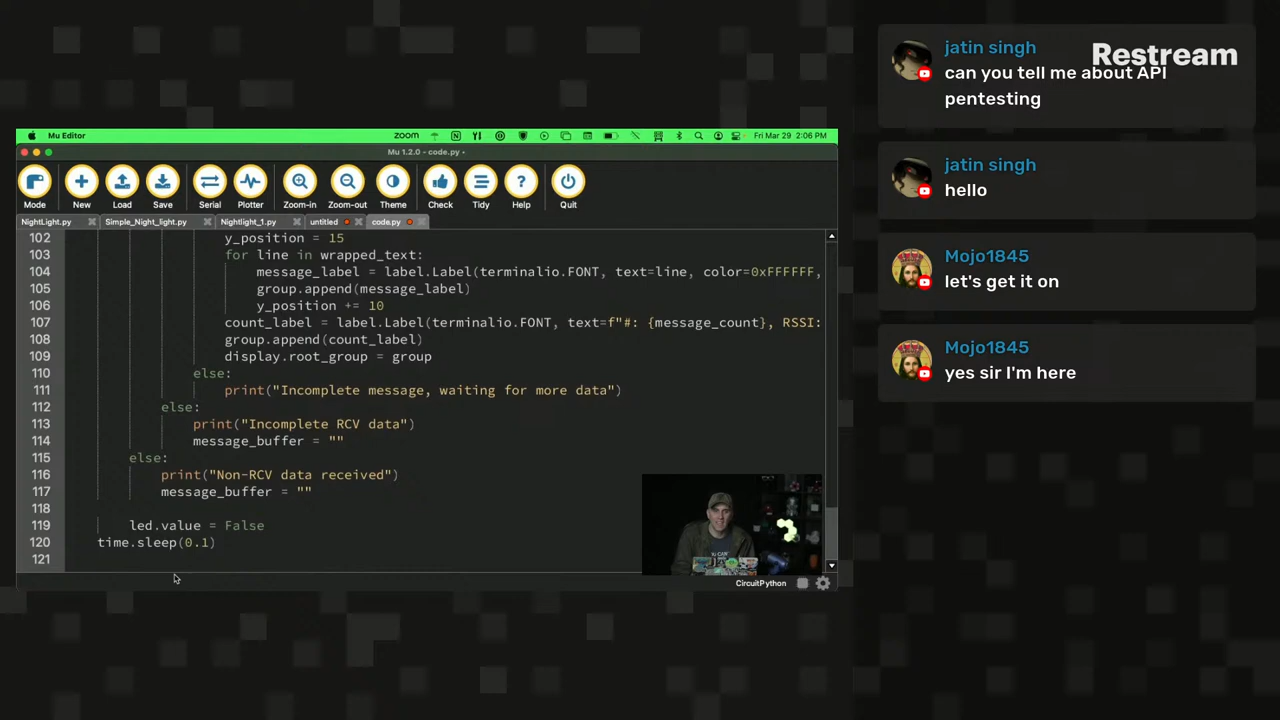 Mu Editor
zoom
Fri Mar 29 2:06 PM
Mu 1.2.0 - code.py
Mode New Load Save Serial Plotter Zoom-in Zoom-out Theme Check Tidy Help Quit
NightLight.py Simple_Night_light.py Nightlight_1.py untitled code.py
102 y_position = 15
103 for line in wrapped_text:
104 message_label = label.Label(terminalio.FONT, text=line, color=0xFFFFFF,
105 group.append(message_label)
106 y_position += 10
107 count_label = label.Label(terminalio.FONT, text=f"#: {message_count}, RSSI:
108 group.append(count_label)
109 display.root_group = group
110 else:
111 print("Incomplete message, waiting for more data")
112 else:
113 print("Incomplete RCV data")
114 message_buffer = ""
115 else:
116 print("Non-RCV data received")
117 message_buffer = ""
118
119 led.value = False
120 time.sleep(0.1)
121
CircuitPython
Restream
jatin singh
can you tell me about API
pentesting
jatin singh
hello
Mojo1845
let's get it on
Mojo1845
yes sir I'm here